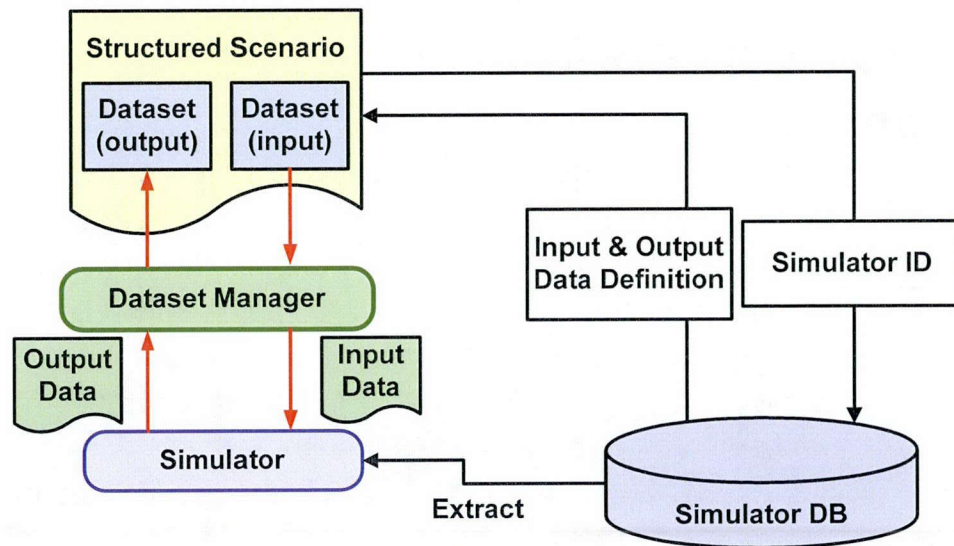 Structured Scenario
Dataset
(output)
Dataset
(input)
Input & Output
Data Definition
Simulator ID
Dataset Manager
Output
Data
Input
Data
Simulator
Extract
Simulator DB